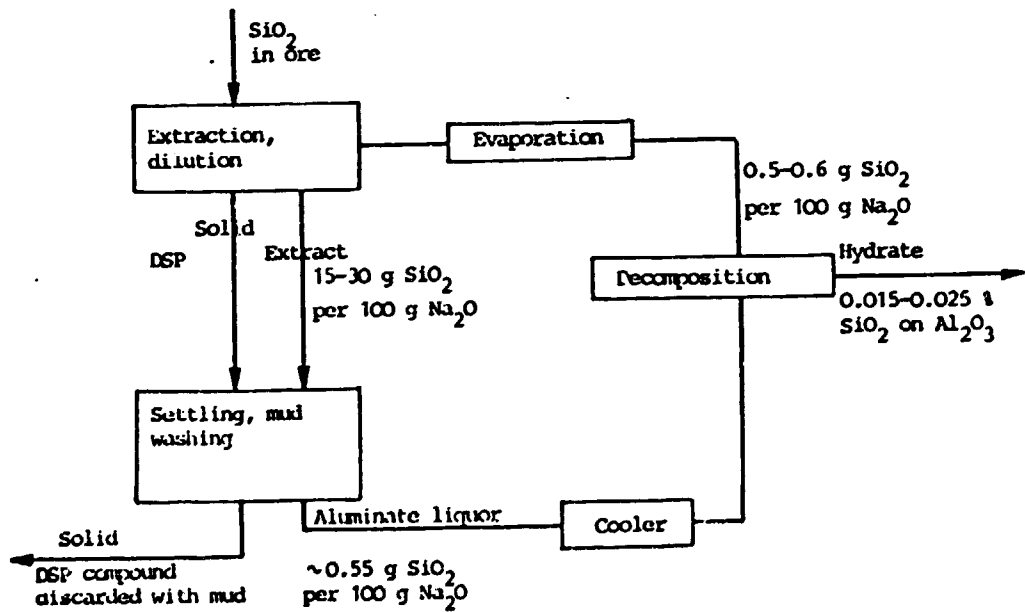 SiO2
in ore
Extraction,
dilution
Evaporation
0.5-0.6 g SiO2
per 100 g Na2O
Solid
DSP
Extract
15-30 g SiO2
per 100 g Na2O
Hydrate
Decomposition
0.015-0.025 %
SiO2 on Al2O3
Settling, mud
washing
Aluminate liquor
Cooler
Solid
DSP compound
discarded with mud
~0.55 g SiO2
per 100 g Na2O